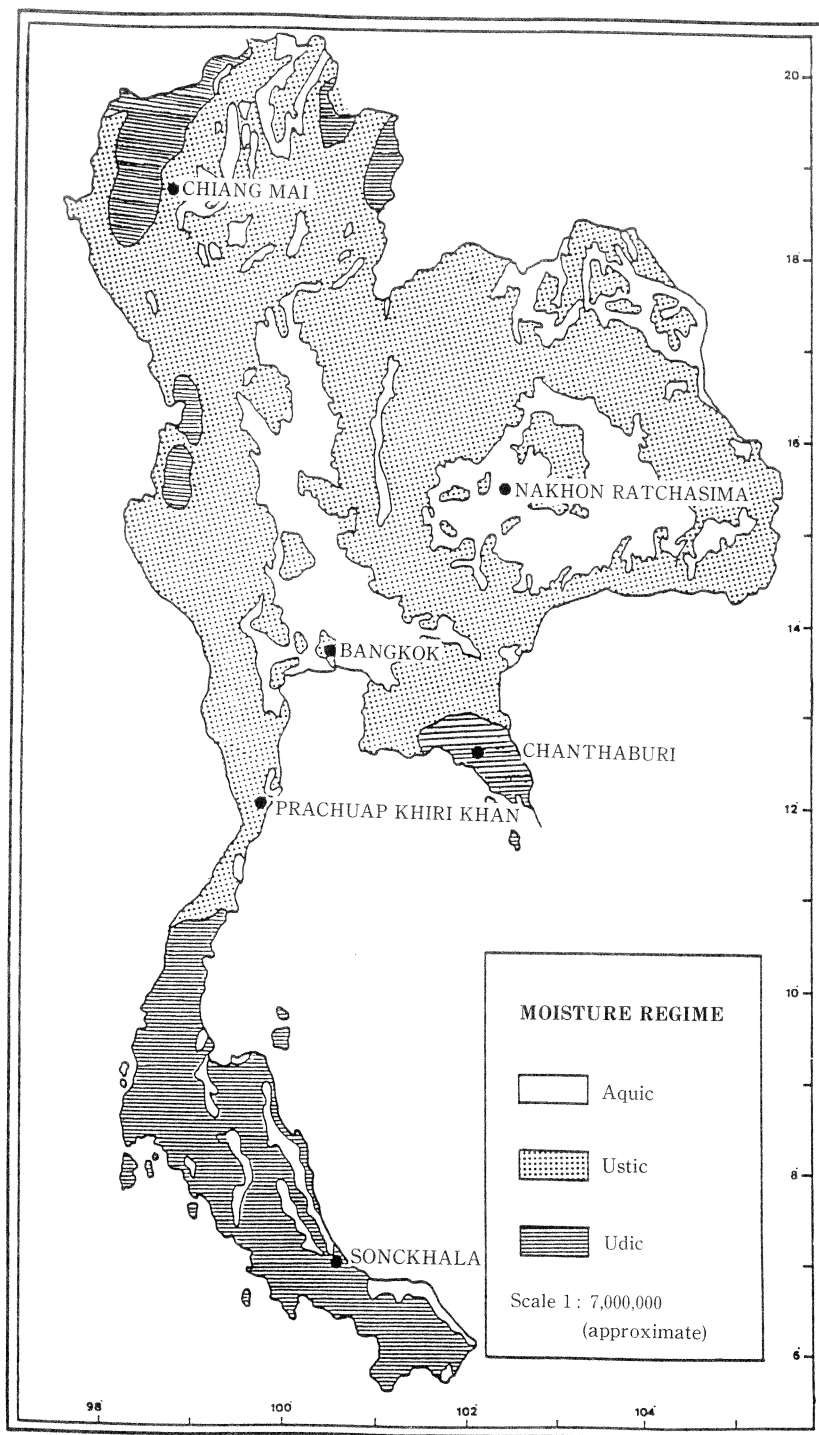 20
CHIANG MAI
18
16
NAKHON RATCHASIMA
14
BANGKOK
CHANTHABURI
12
PRACHUAP KHIRI KHAN
10
MOISTURE REGIME
Aquic
Ustic
8
Udic
SONCKHALA
Scale 1 : 7,000,000
(approximate)
6
98
100
102
104